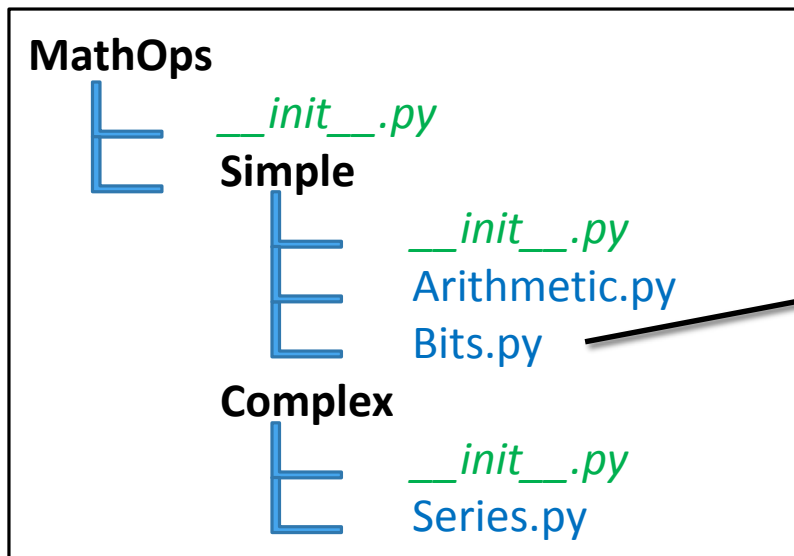 MathOps
__init__.py
Simple
__init__.py
Arithmetic.py
Bits.py
Complex
__init__.py
Series.py